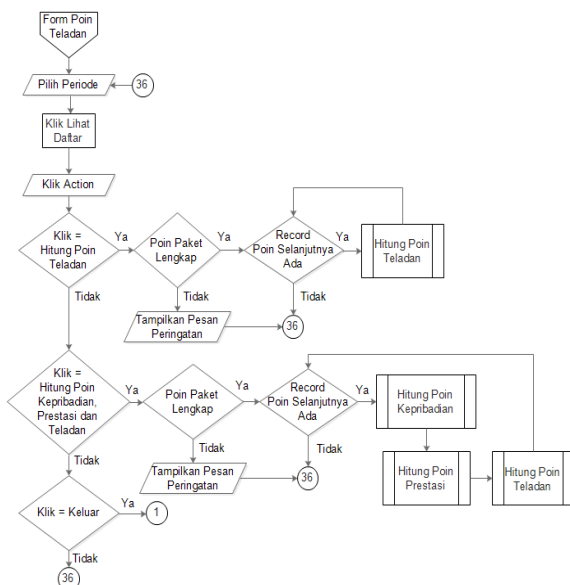 Form Poin
Teladan
Pilih Periode
36
Klik Lihat
Daftar
Klik Action
Klik =
Hitung Poin
Teladan
Ya
Poin Paket
Lengkap
Ya
Record
Poin Selanjutnya
Ada
Ya
Hitung Poin
Teladan
Tidak
Tidak
Tidak
Tampilkan Pesan
Peringatan
36
Klik =
Hitung Poin
Kepribadian,
Prestasi dan
Teladan
Ya
Poin Paket
Lengkap
Ya
Record
Poin Selanjutnya
Ada
Ya
Hitung Poin
Kepribadian
Tidak
Tidak
Tidak
Tampilkan Pesan
Peringatan
36
Hitung Poin
Prestasi
Hitung Poin
Teladan
Klik = Keluar
Ya
1
Tidak
36